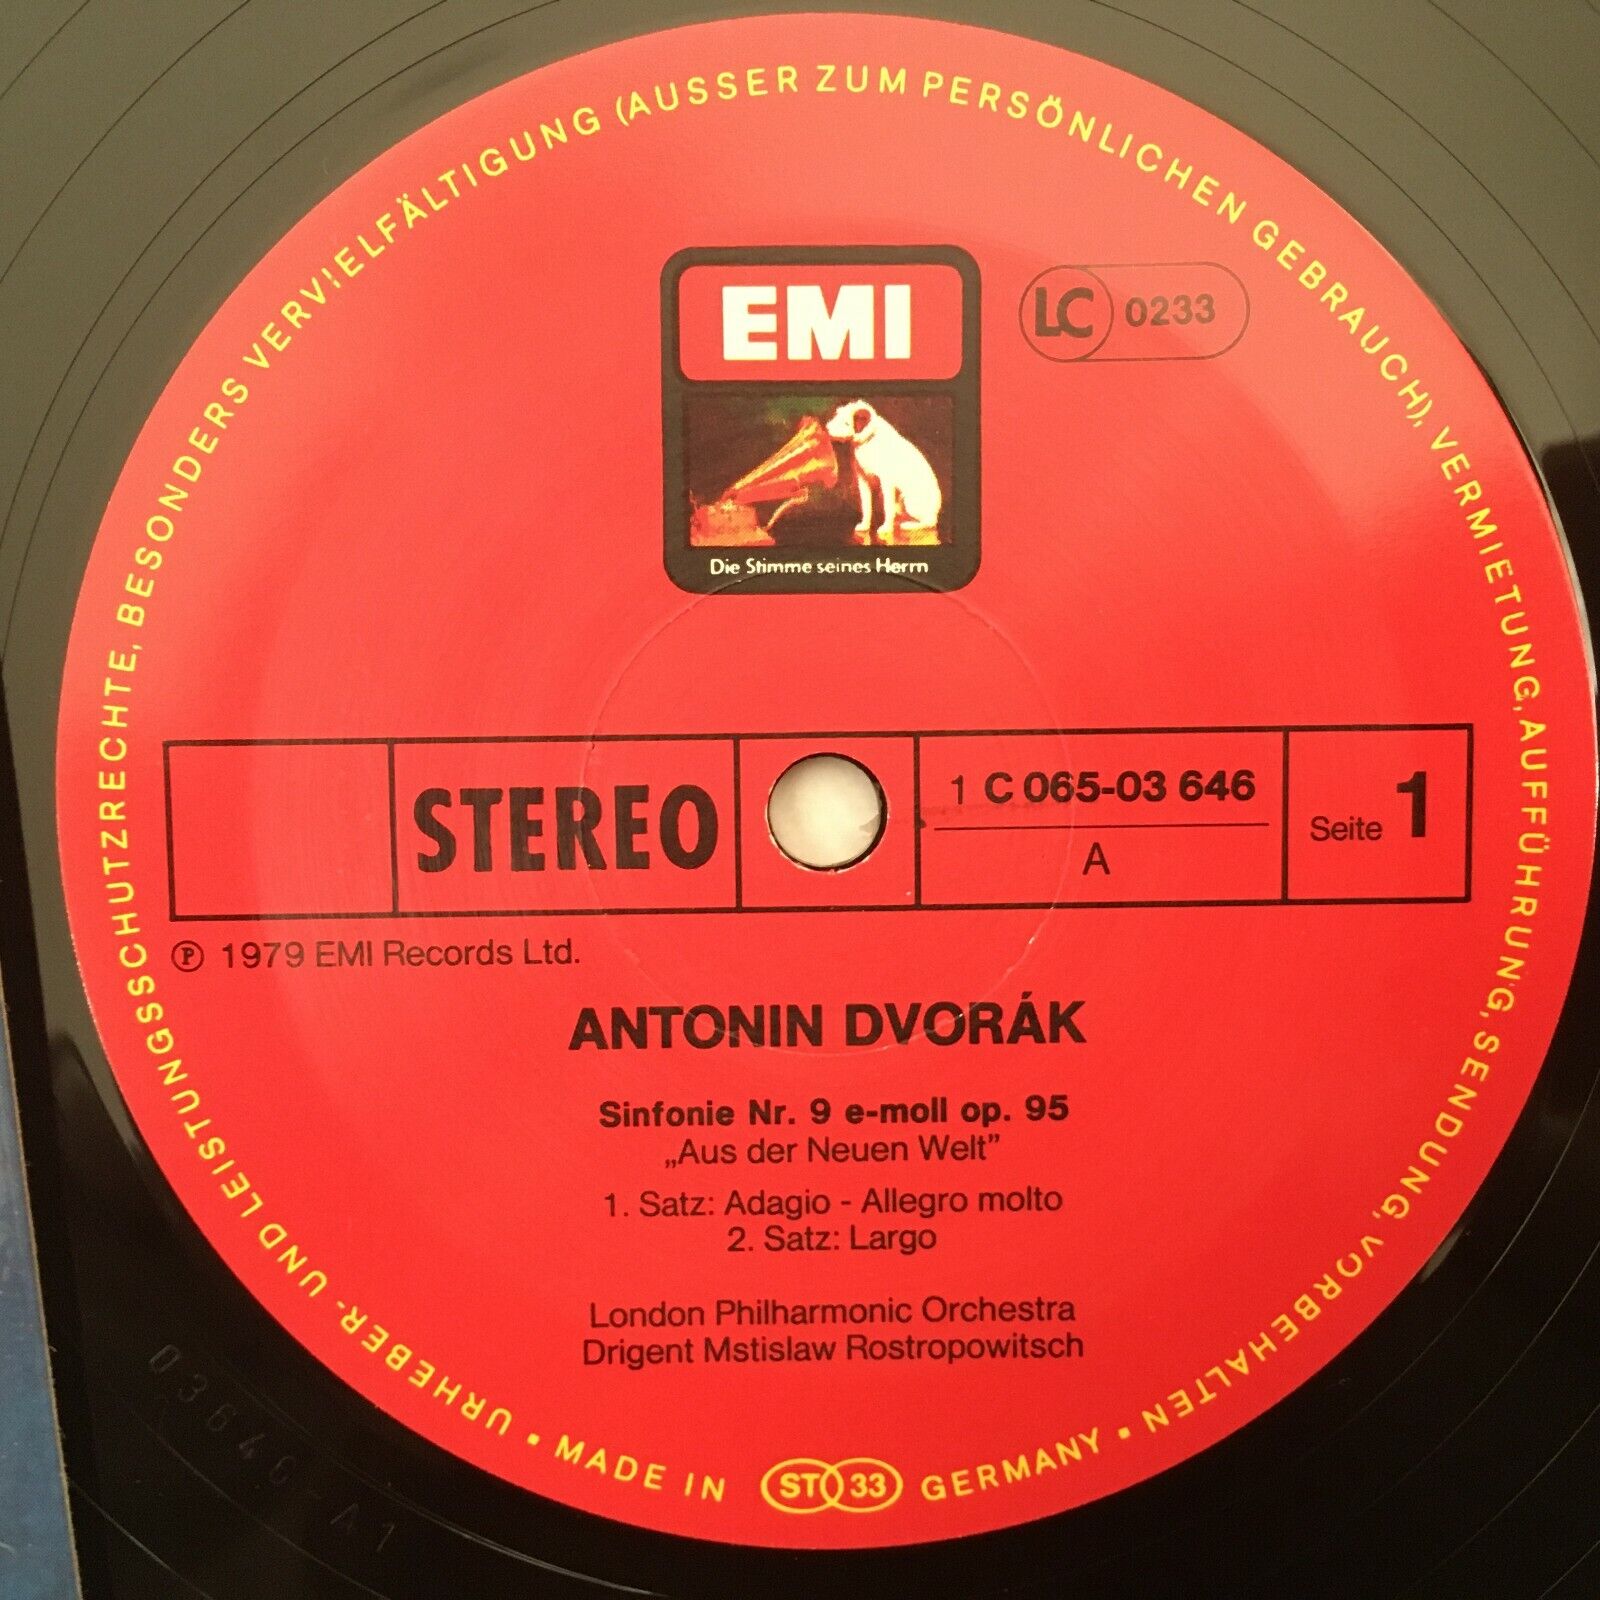 URHEBER- UND LEISTUNGSSCHUTZRECHTE, BESONDERS VERVIELFÄLTIGUNG (AUSSER ZUM PERSÖNLICHEN GEBRAUCH), VERMIETUNG, AUFFÜHRUNG, SENDUNG, VORBEHALTEN •
EMI
LC 0233
Die Stimme seines Herrn
STEREO
1 C 065-03 646
A
Seite 1
℗ 1979 EMI Records Ltd.
ANTONIN DVORÁK
Sinfonie Nr. 9 e-moll op. 95
„Aus der Neuen Welt”
1. Satz: Adagio - Allegro molto
2. Satz: Largo
London Philharmonic Orchestra
Drigent Mstislaw Rostropowitsch
• MADE IN ST 33 GERMANY
03646-A1